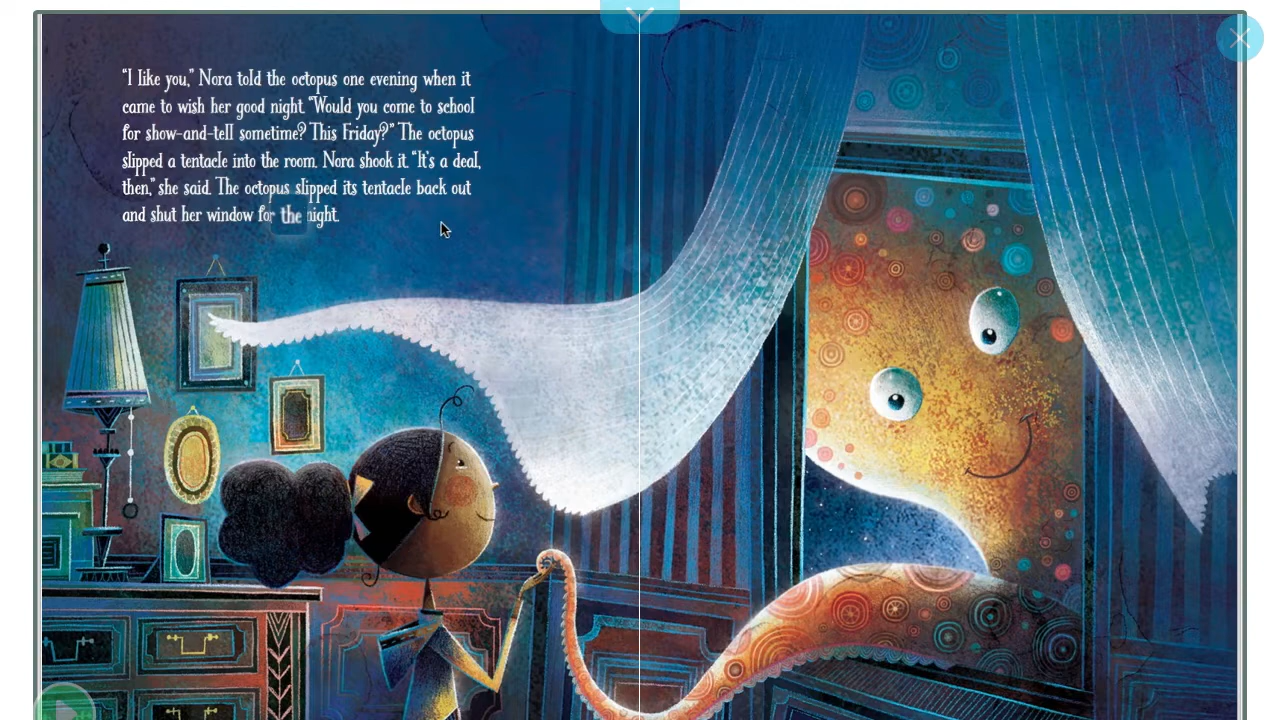 “I like you,” Nora told the octopus one evening when it
came to wish her good night. “Would you come to school
for show-and-tell sometime? This Friday?” The octopus
slipped a tentacle into the room. Nora shook it. “It’s a deal,
then,” she said. The octopus slipped its tentacle back out
and shut her window for the night.